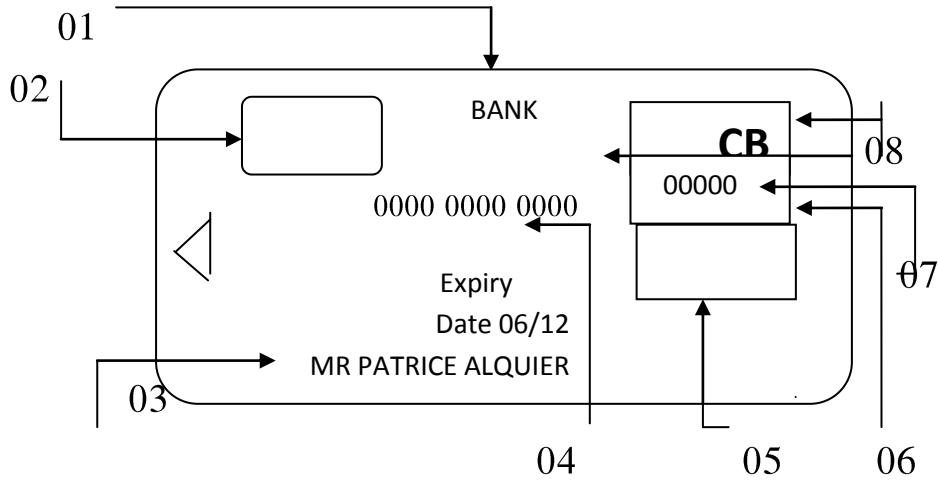 01
02
BANK
CB
08
00000
0000 0000 0000
07
Expiry
Date 06/12
MR PATRICE ALQUIER
03
04
05
06